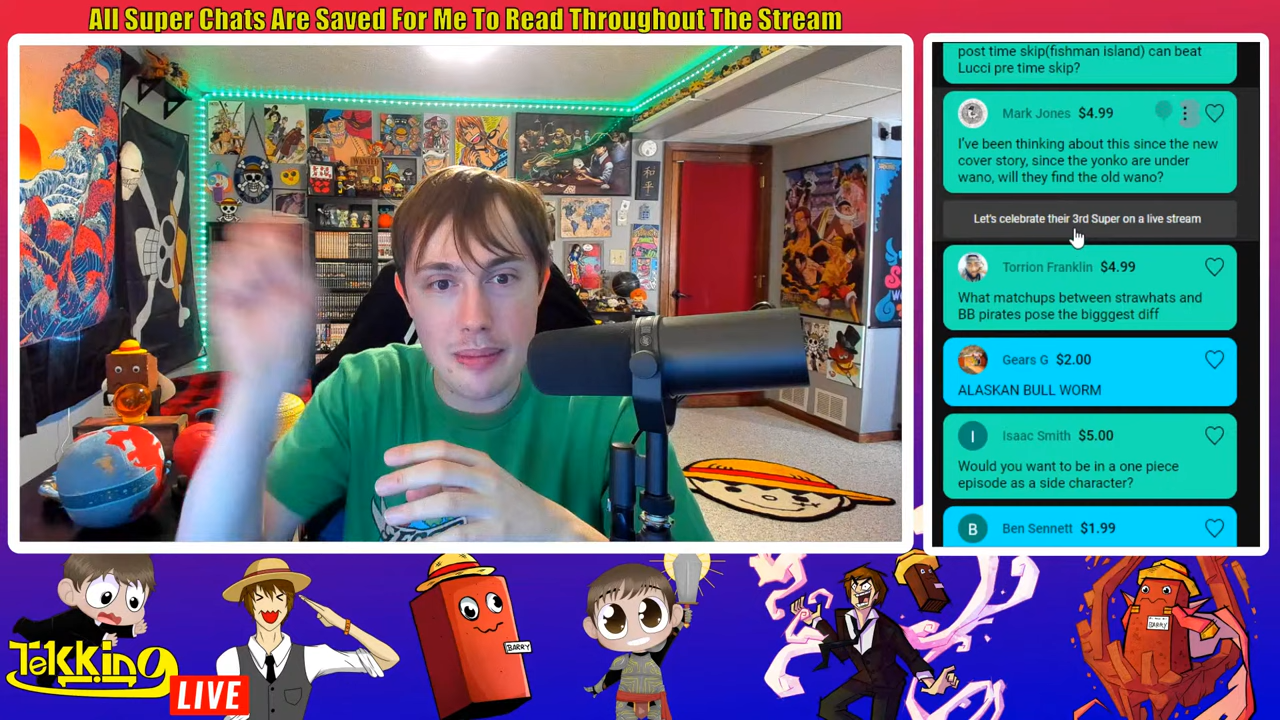 All Super Chats Are Saved For Me To Read Throughout The Stream
WANTED
post time skip(fishman island) can beat
Lucci pre time skip?
Mark Jones $4.99
I've been thinking about this since the new
cover story, since the yonko are under
wano, will they find the old wano?
Let's celebrate their 3rd Super on a live stream
Torrion Franklin $4.99
What matchups between strawhats and
BB pirates pose the bigggest diff
Gears G $2.00
ALASKAN BULL WORM
I Isaac Smith $5.00
Would you want to be in a one piece
episode as a side character?
B Ben Sennett $1.99
平
BARRY
BARRY
Tekking
LIVE